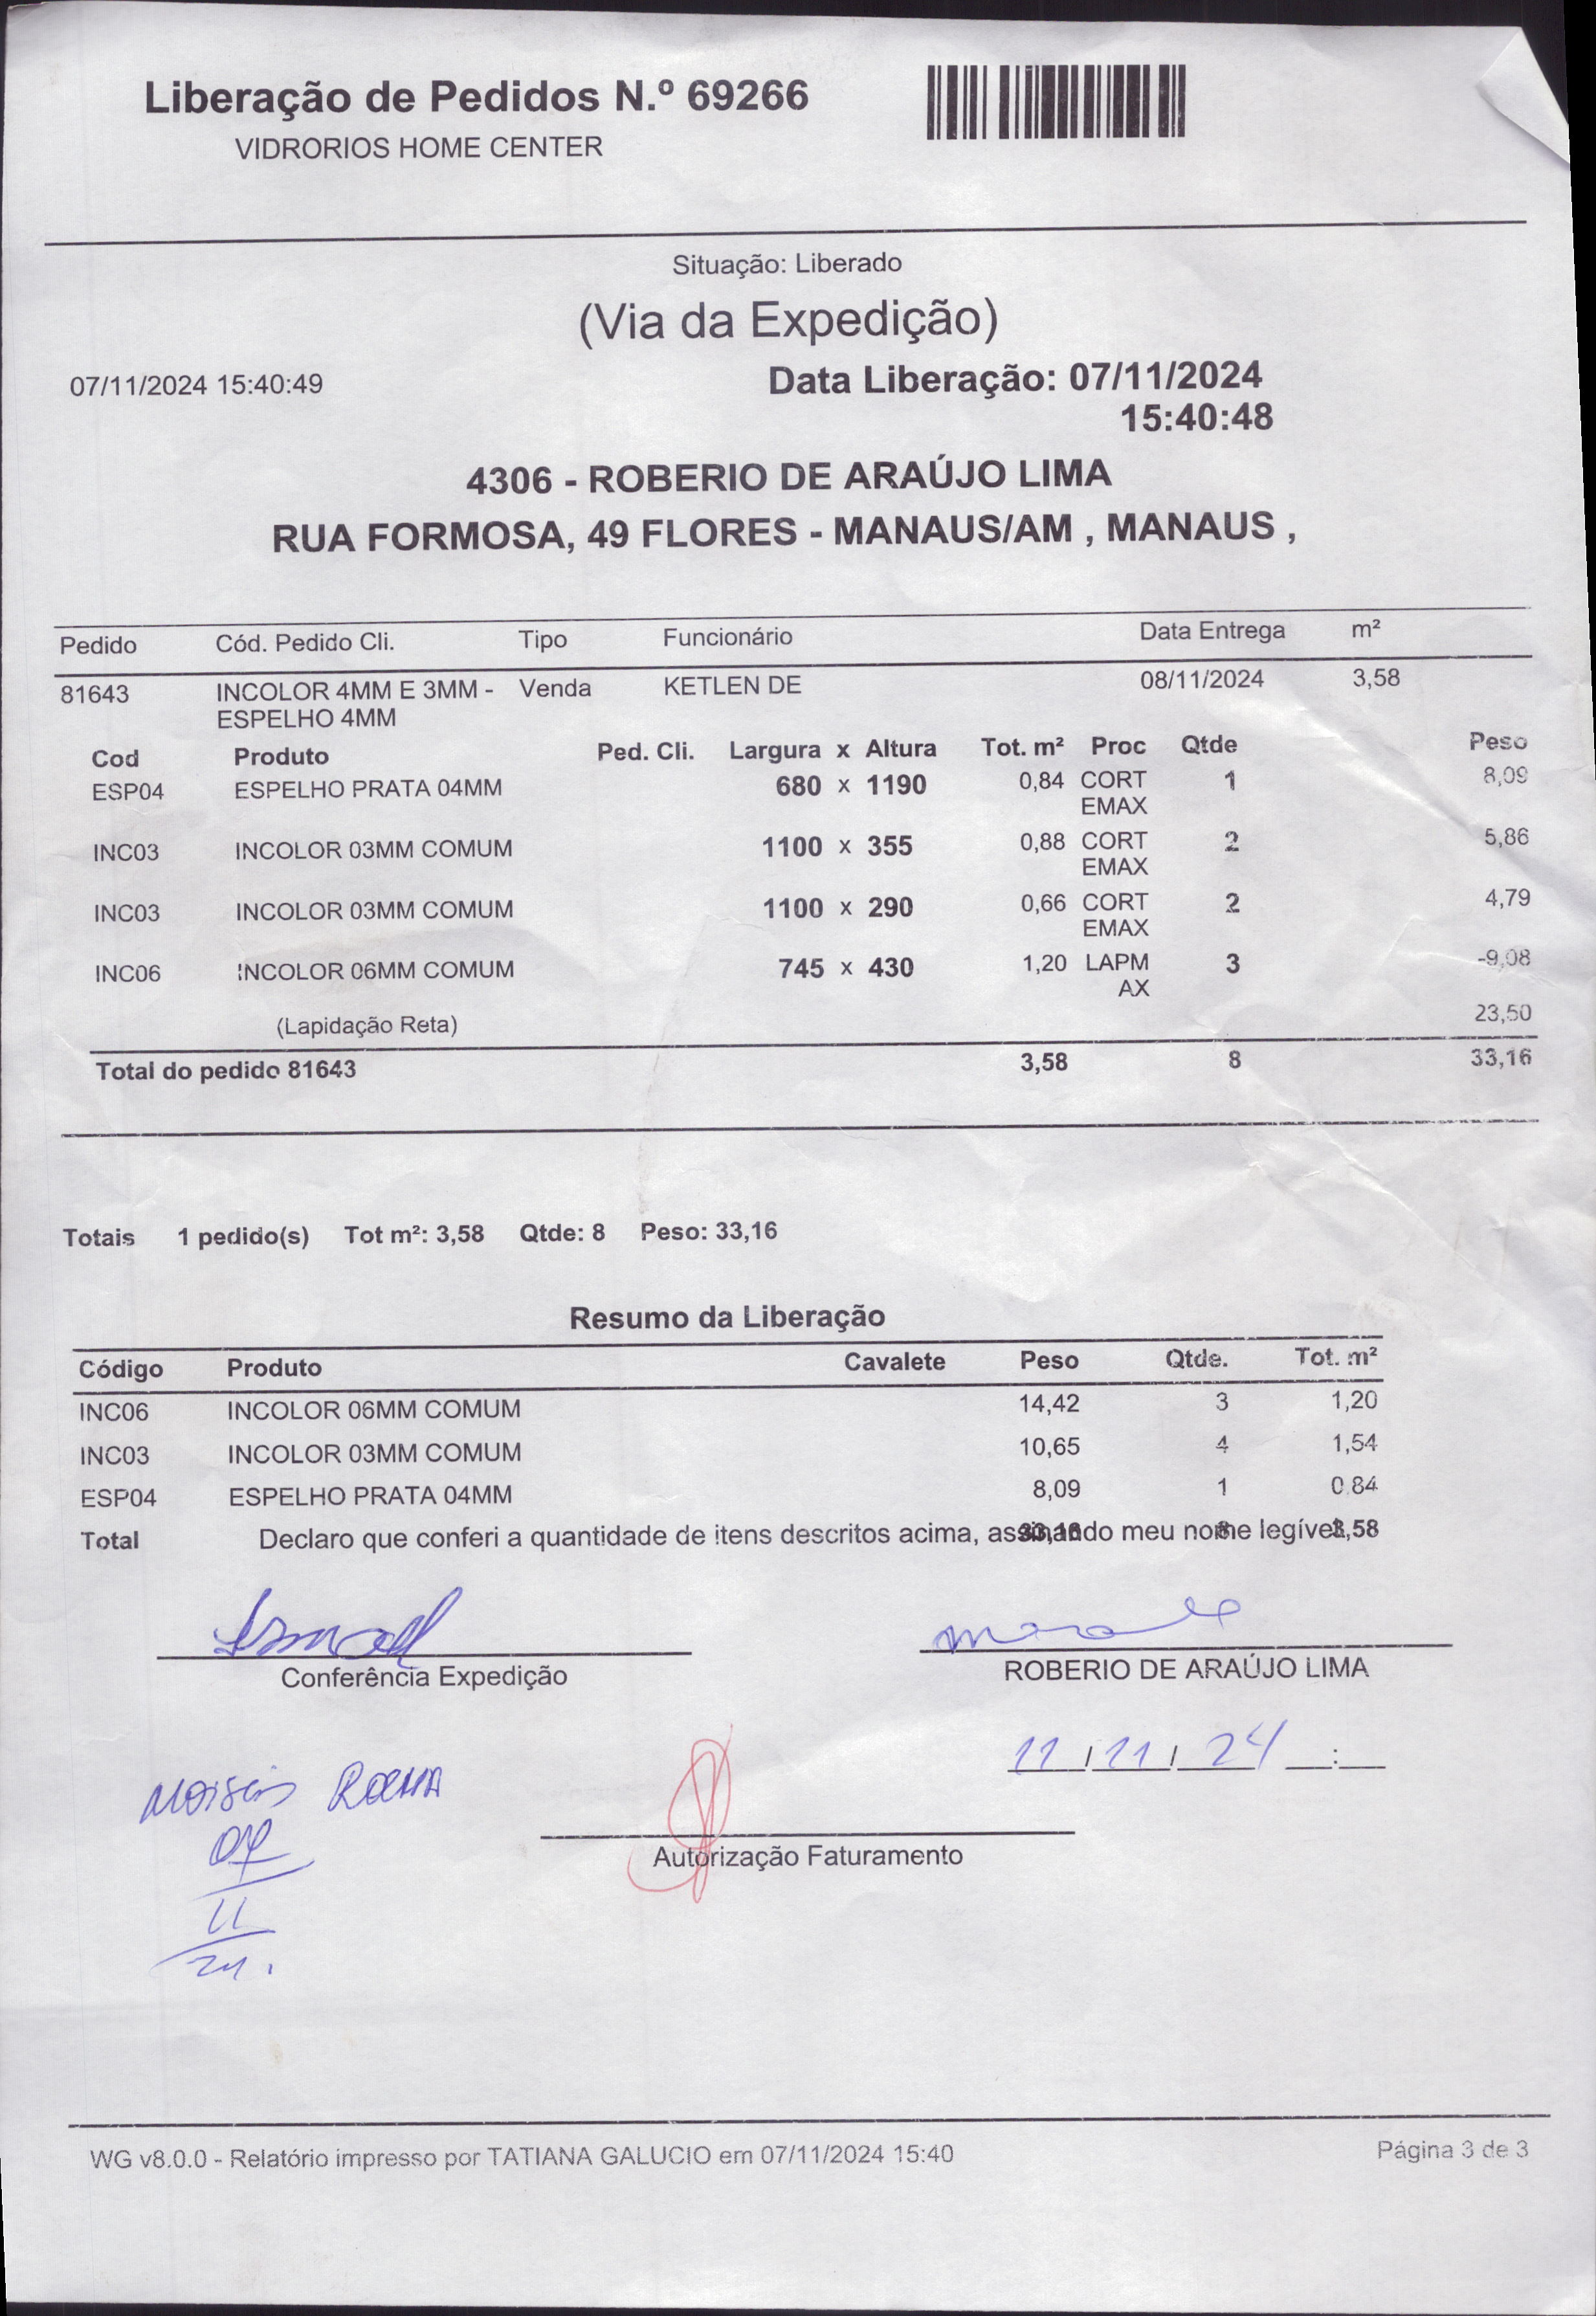 Liberação de Pedidos N.º 69266
VIDRORIOS HOME CENTER
Situação: Liberado
(Via da Expedição)
07/11/2024 15:40:49
Data Liberação: 07/11/2024
15:40:48
4306 - ROBERIO DE ARAÚJO LIMA
RUA FORMOSA, 49 FLORES - MANAUS/AM , MANAUS ,
Pedido Cód. Pedido Cli. Tipo Funcionário Data Entrega m²
81643 INCOLOR 4MM E 3MM - Venda KETLEN DE 08/11/2024 3,58
ESPELHO 4MM
Cod Produto Ped. Cli. Largura x Altura Tot. m² Proc Qtde Peso
ESP04 ESPELHO PRATA 04MM 680 x 1190 0,84 CORT 1 8,09
EMAX
INC03 INCOLOR 03MM COMUM 1100 x 355 0,88 CORT 2 5,86
EMAX
INC03 INCOLOR 03MM COMUM 1100 x 290 0,66 CORT 2 4,79
EMAX
INC06 INCOLOR 06MM COMUM 745 x 430 1,20 LAPM 3 -9,08
AX
(Lapidação Reta) 23,50
Total do pedido 81643 3,58 8 33,16
Totais 1 pedido(s) Tot m²: 3,58 Qtde: 8 Peso: 33,16
Resumo da Liberação
Código Produto Cavalete Peso Qtde. Tot. m²
INC06 INCOLOR 06MM COMUM 14,42 3 1,20
INC03 INCOLOR 03MM COMUM 10,65 4 1,54
ESP04 ESPELHO PRATA 04MM 8,09 1 0,84
Total Declaro que conferi a quantidade de itens descritos acima, assinando meu nome legível. 33,16 8 3,58
Conferência Expedição
ROBERIO DE ARAÚJO LIMA
11 / 11 / 24 __:__
Moisés ROCHA
07
11
24.
Autorização Faturamento
WG v8.0.0 - Relatório impresso por TATIANA GALUCIO em 07/11/2024 15:40
Página 3 de 3